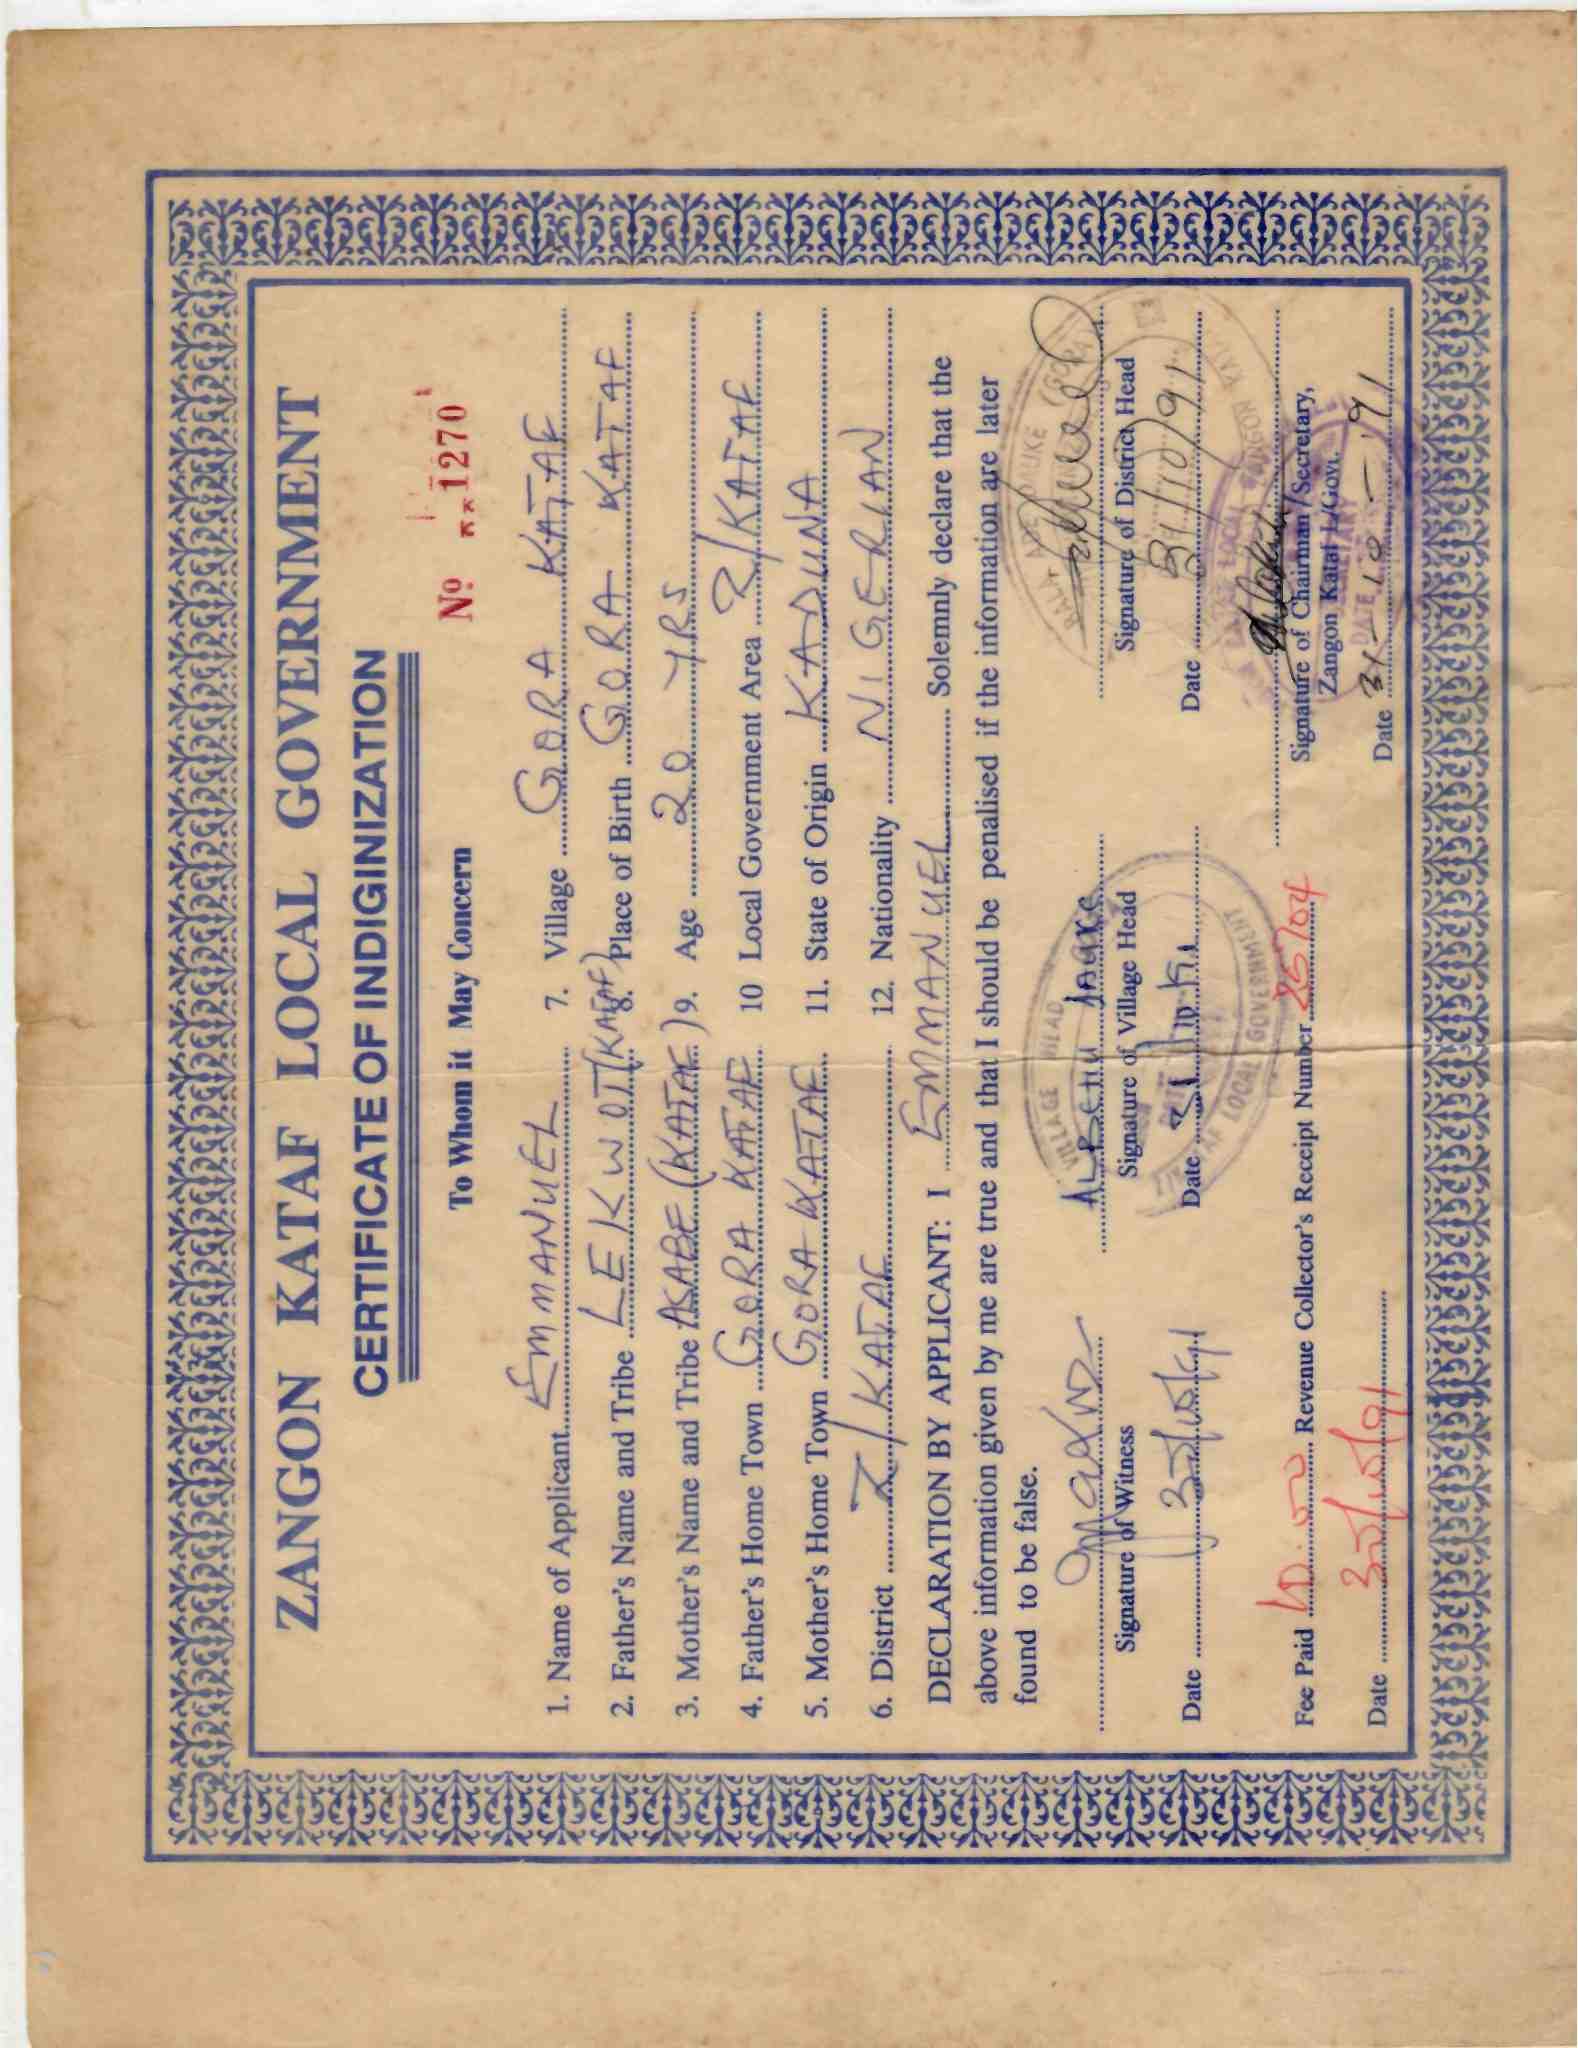 ZANGON KATAF LOCAL GOVERNMENT
CERTIFICATE OF INDIGINIZATION
Nº **1270
To Whom it May Concern
1. Name of Applicant EMMANUEL
2. Father's Name and Tribe LEKWOT (KATAF)
3. Mother's Name and Tribe ASABE (KATAF)
4. Father's Home Town GORA KATAF
5. Mother's Home Town GORA KATAF
6. District Z/KATAF
7. Village GORA KATAF
8. Place of Birth GORA KATAF
9. Age 20 YRS
10 Local Government Area Z/KATAF
11. State of Origin KADUNA
12. Nationality NIGERIAN
DECLARATION BY APPLICANT: I EMMANUEL Solemnly declare that the
above information given by me are true and that I should be penalised if the information are later
found to be false.
Signature of Witness
Date 31/10/91
VILLAGE HEAD
ALBEHU
Signature of Village Head
Date 31/10/91
KATAF LOCAL GOVERNMENT
Signature of District Head
Date 31/10/91
Signature of Chairman/Secretary,
Zangon Kataf L/Govt.
DATE
Date 31-10-91
Fee Paid Revenue Collector's Receipt Number
Date 31/10/91